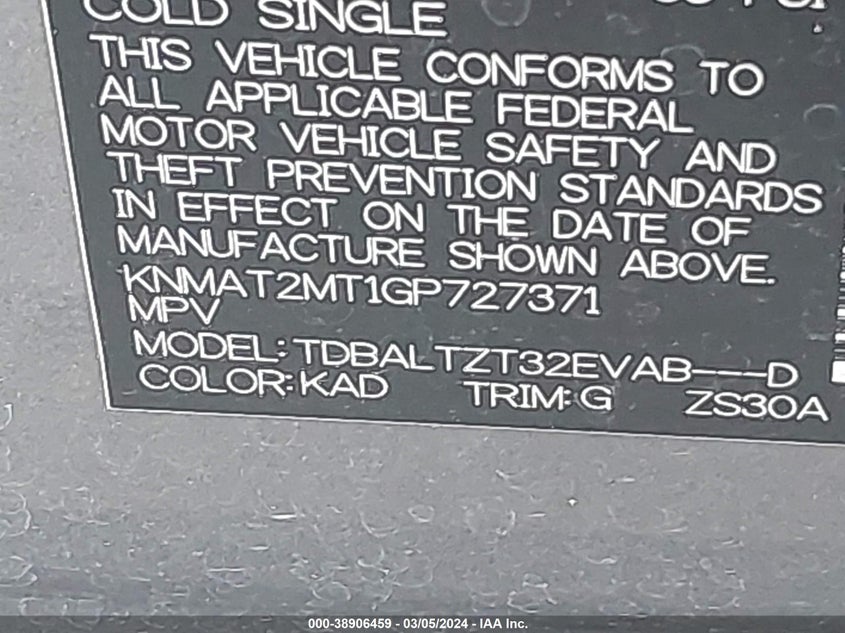 COLD SINGLE
THIS VEHICLE CONFORMS TO
ALL APPLICABLE FEDERAL
MOTOR VEHICLE SAFETY AND
THEFT PREVENTION STANDARDS
IN EFFECT ON THE DATE OF
MANUFACTURE SHOWN ABOVE.
KNMAT2MT1GP727371
MPV
MODEL:TDBALTZT32EVAB---D
COLOR:KAD TRIM:G ZS30A
000-38906459 - 03/05/2024 - IAA Inc.